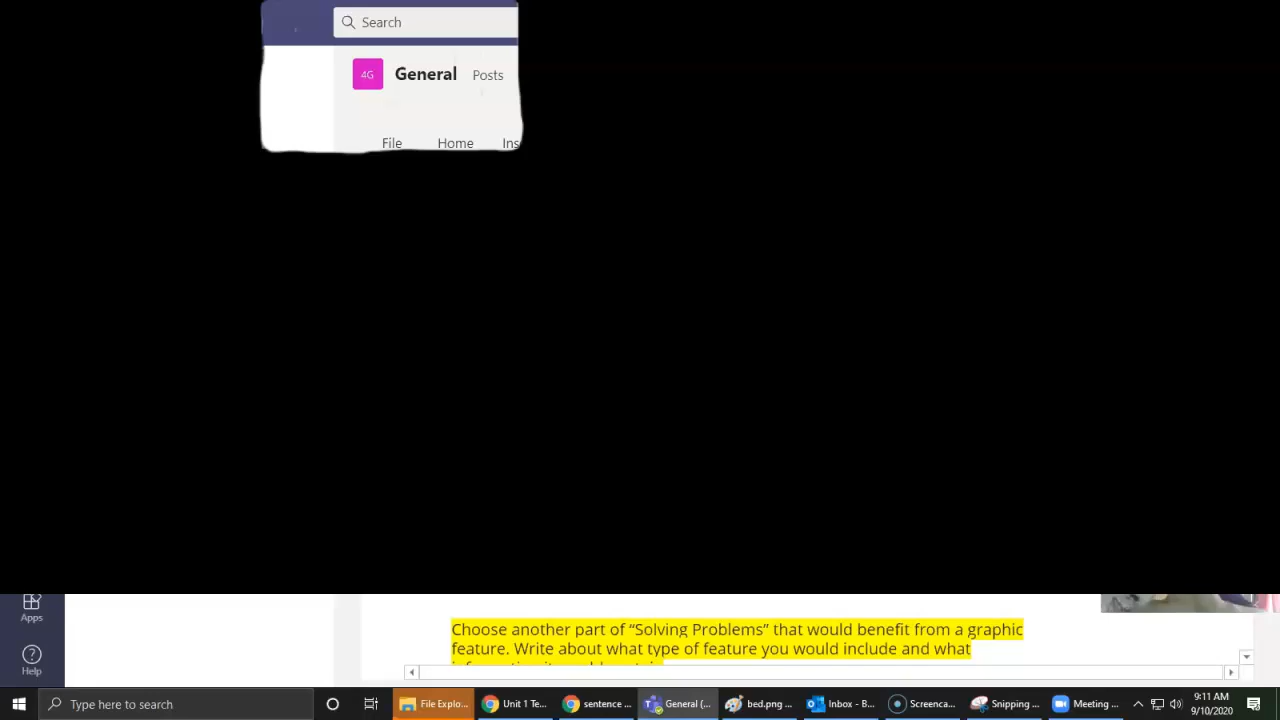 Search
4G General Posts
File Home Ins
Apps
Choose another part of “Solving Problems” that would benefit from a graphic
feature. Write about what type of feature you would include and what
Help
Type here to search
File Explo...
Unit 1 Te...
sentence ...
General (...
bed.png ...
Inbox - B...
Screenca...
Snipping ...
Meeting ...
9:11 AM
9/10/2020